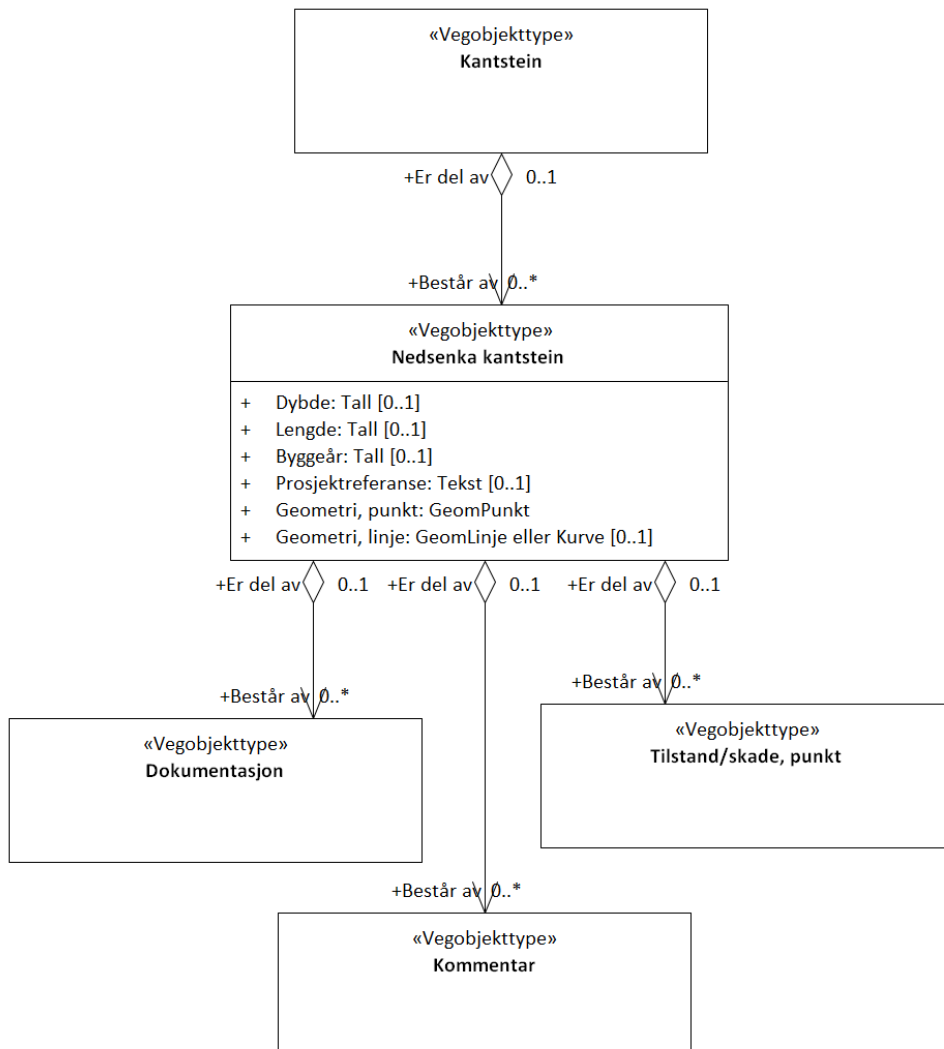 «Vegobjekttype»
Kantstein
+Er del av 0..1
+Består av 0..*
«Vegobjekttype»
Nedsenka kantstein
+ Dybde: Tall [0..1]
+ Lengde: Tall [0..1]
+ Byggeår: Tall [0..1]
+ Prosjektreferanse: Tekst [0..1]
+ Geometri, punkt: GeomPunkt
+ Geometri, linje: GeomLinje eller Kurve [0..1]
+Er del av 0..1 +Er del av 0..1 +Er del av 0..1
+Består av 0..*
+Består av 0..*
«Vegobjekttype»
Dokumentasjon
«Vegobjekttype»
Tilstand/skade, punkt
+Består av 0..*
«Vegobjekttype»
Kommentar